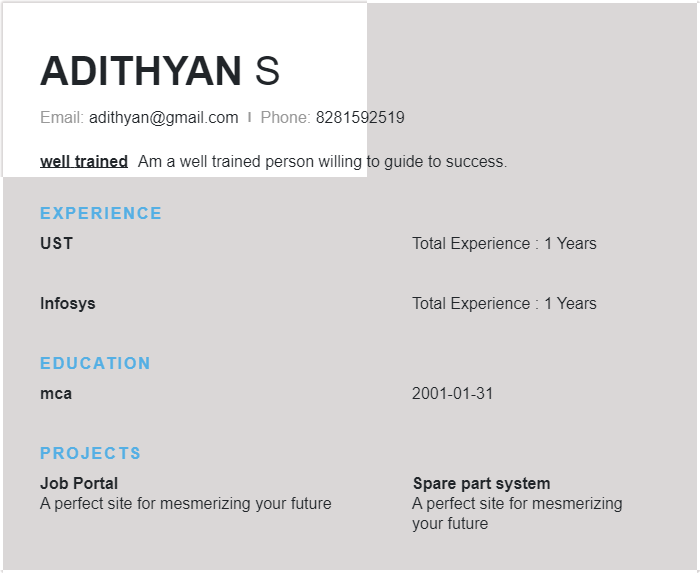 ADITHYAN S
Email: adithyan@gmail.com I Phone: 8281592519
well trained Am a well trained person willing to guide to success.
EXPERIENCE
UST Total Experience : 1 Years
Infosys Total Experience : 1 Years
EDUCATION
mca 2001-01-31
PROJECTS
Job Portal
A perfect site for mesmerizing your future
Spare part system
A perfect site for mesmerizing
your future